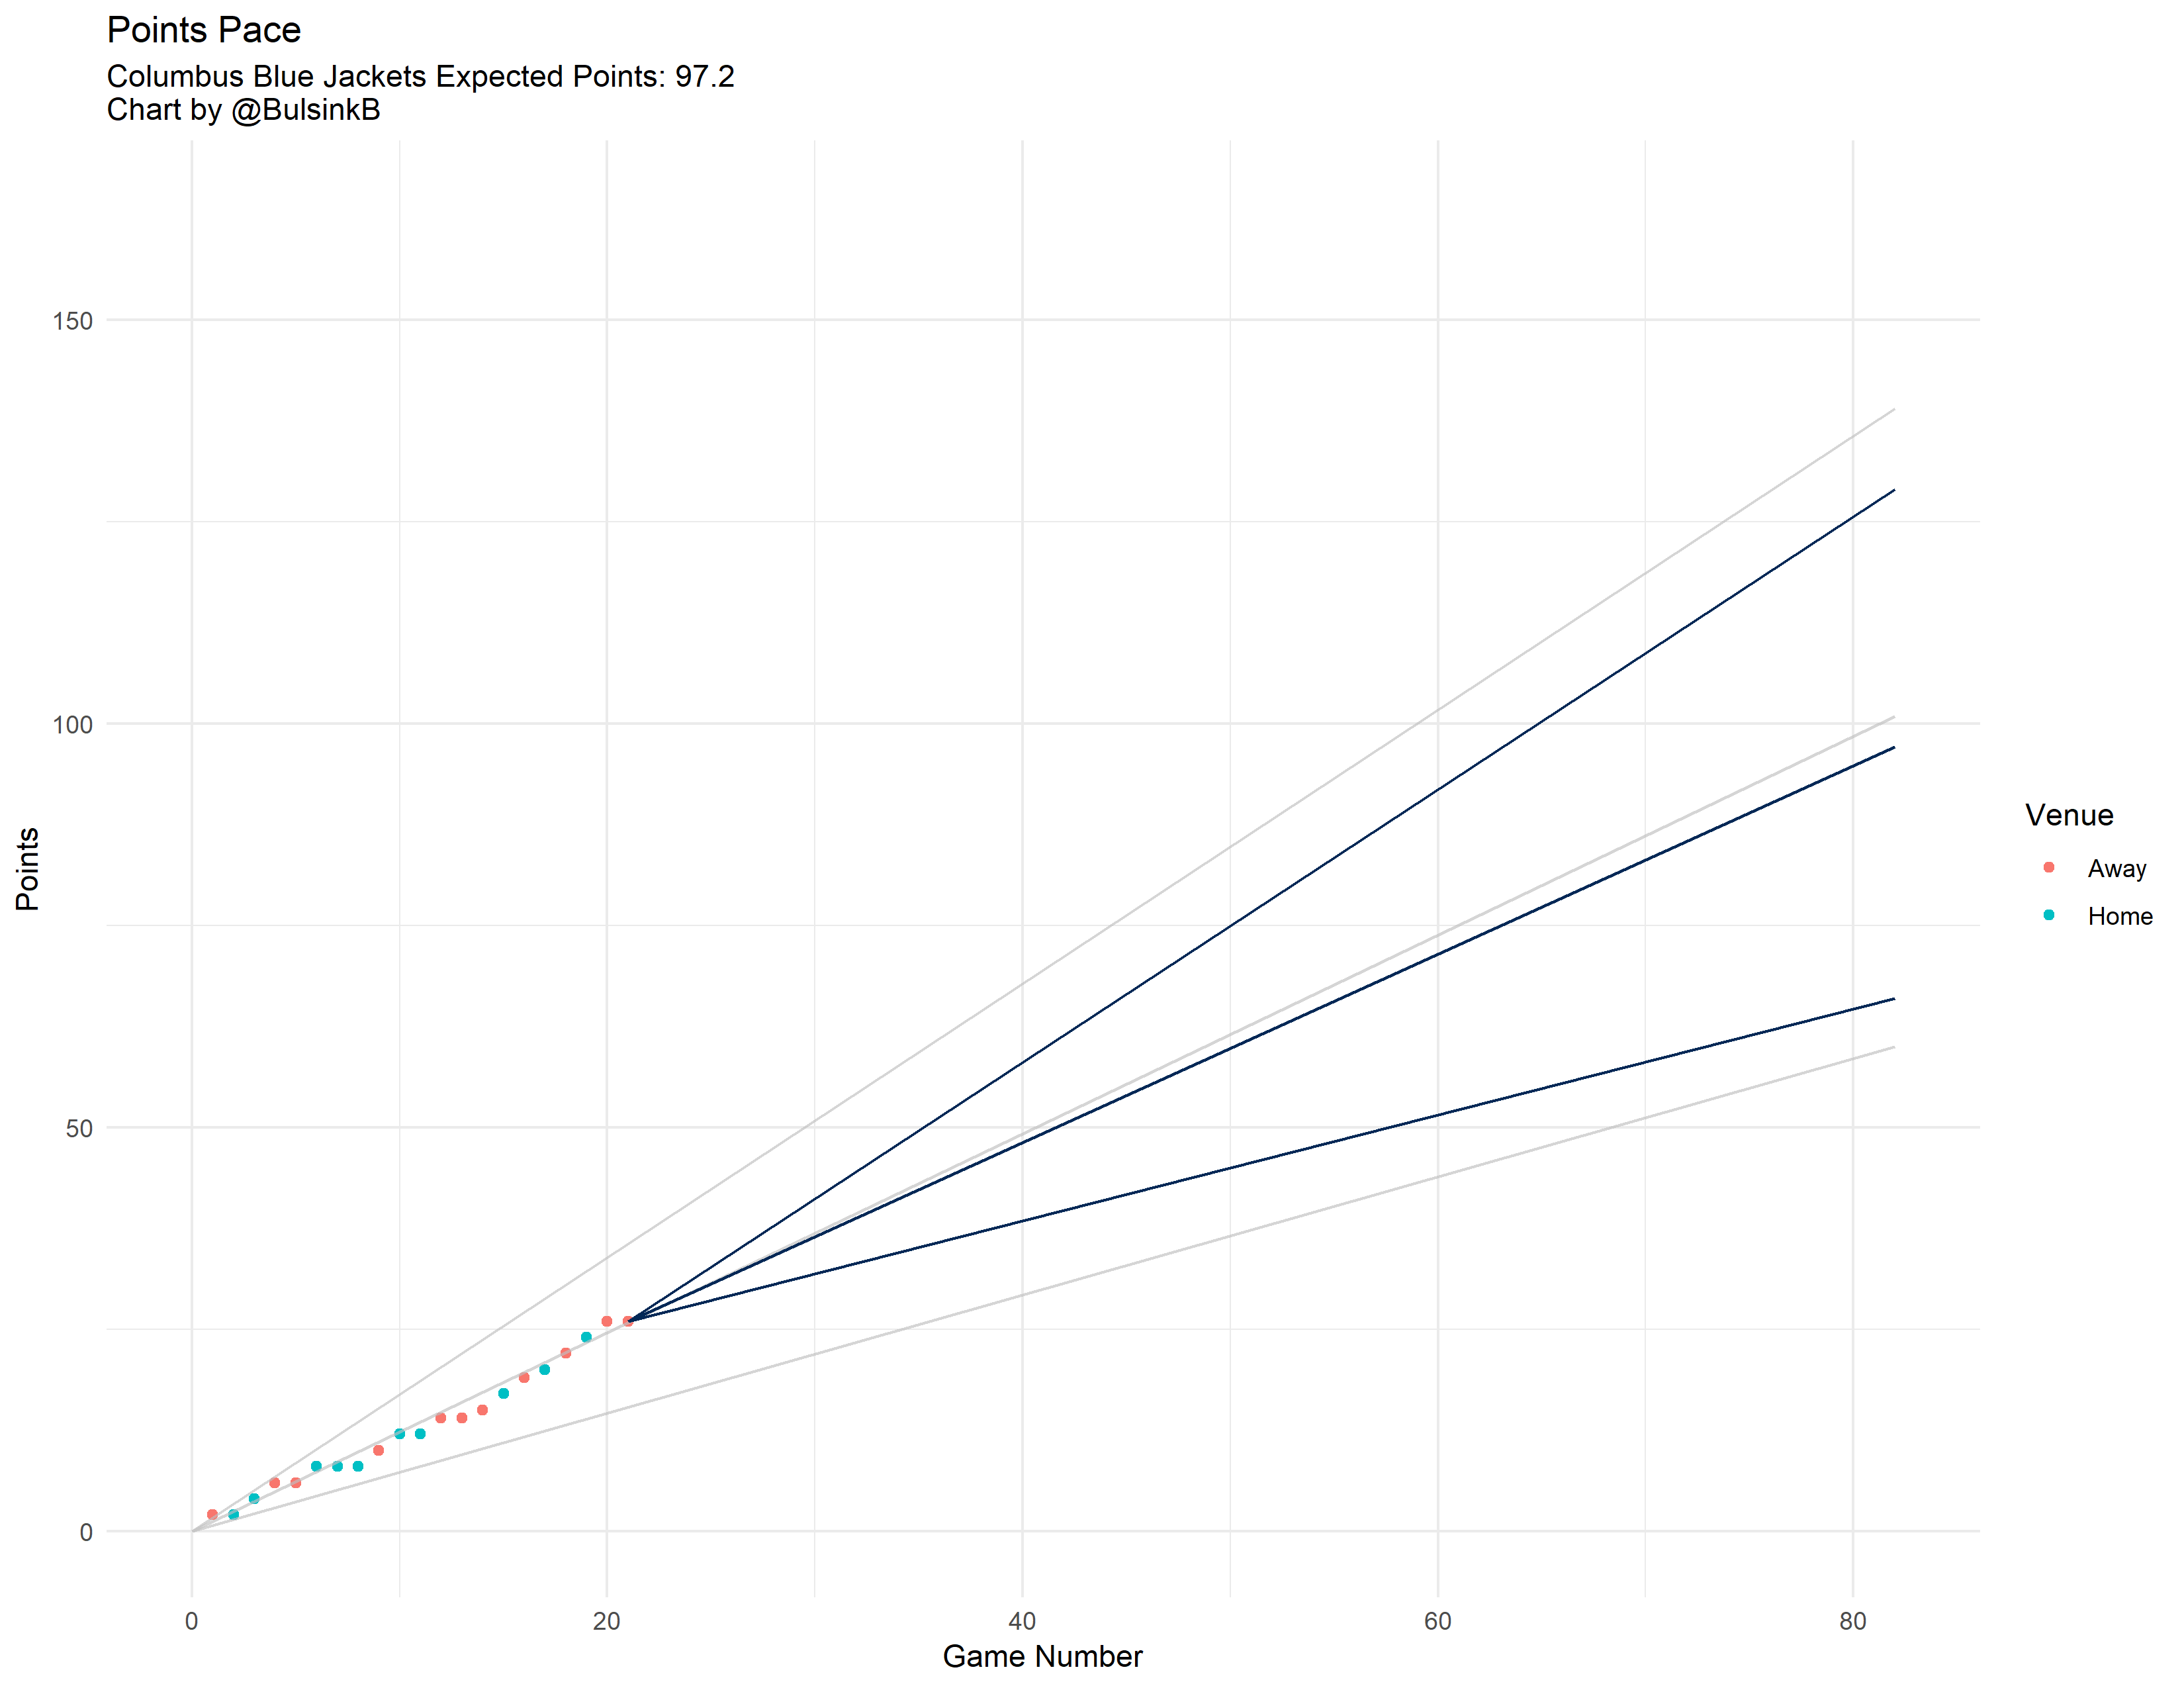 Points Pace
Columbus Blue Jackets Expected Points: 97.2
Chart by @BulsinkB
150
100
50
0
Points
0 20 40 60 80
Game Number
Venue
Away
Home